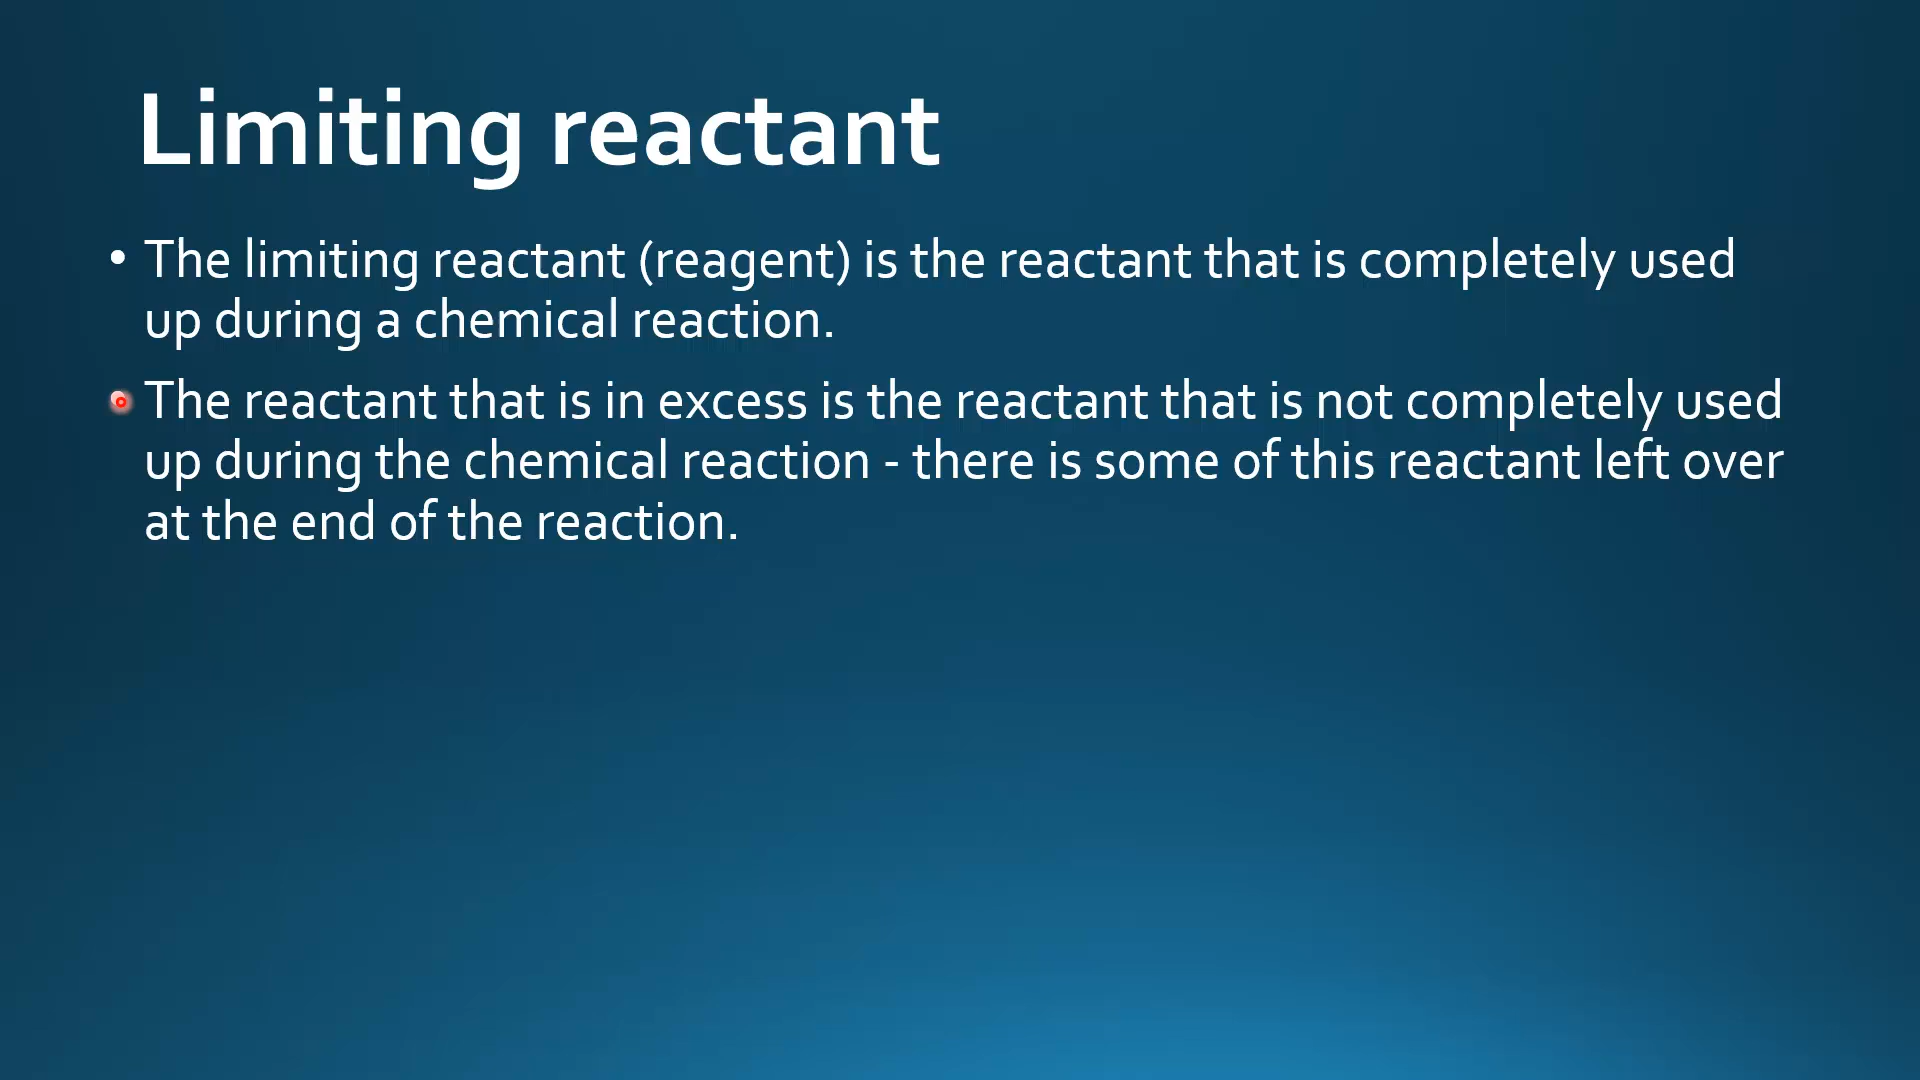 Limiting reactant
• The limiting reactant (reagent) is the reactant that is completely used
up during a chemical reaction.
• The reactant that is in excess is the reactant that is not completely used
up during the chemical reaction - there is some of this reactant left over
at the end of the reaction.